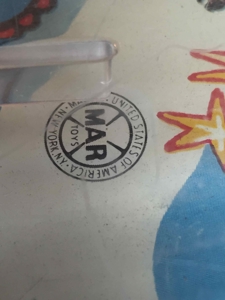 MAR
TOYS
UNITED STATES OF AMERICA
NEW YORK